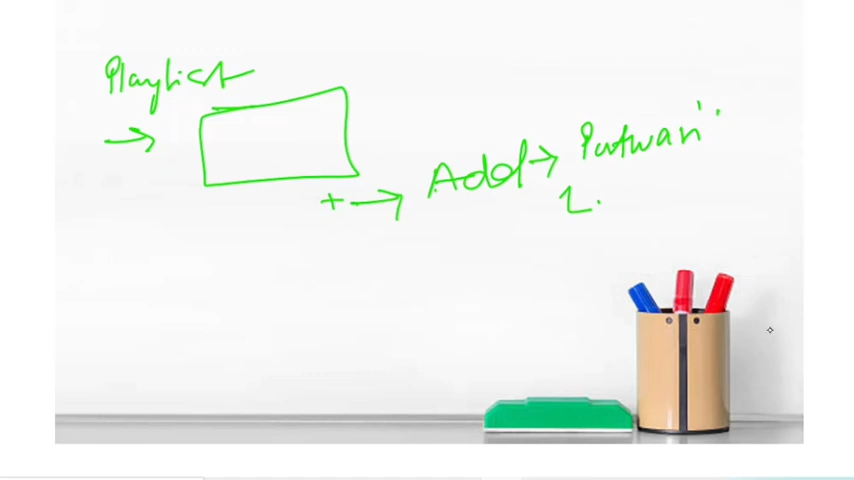 Playlist
→
+ → Add → Patwari
1.